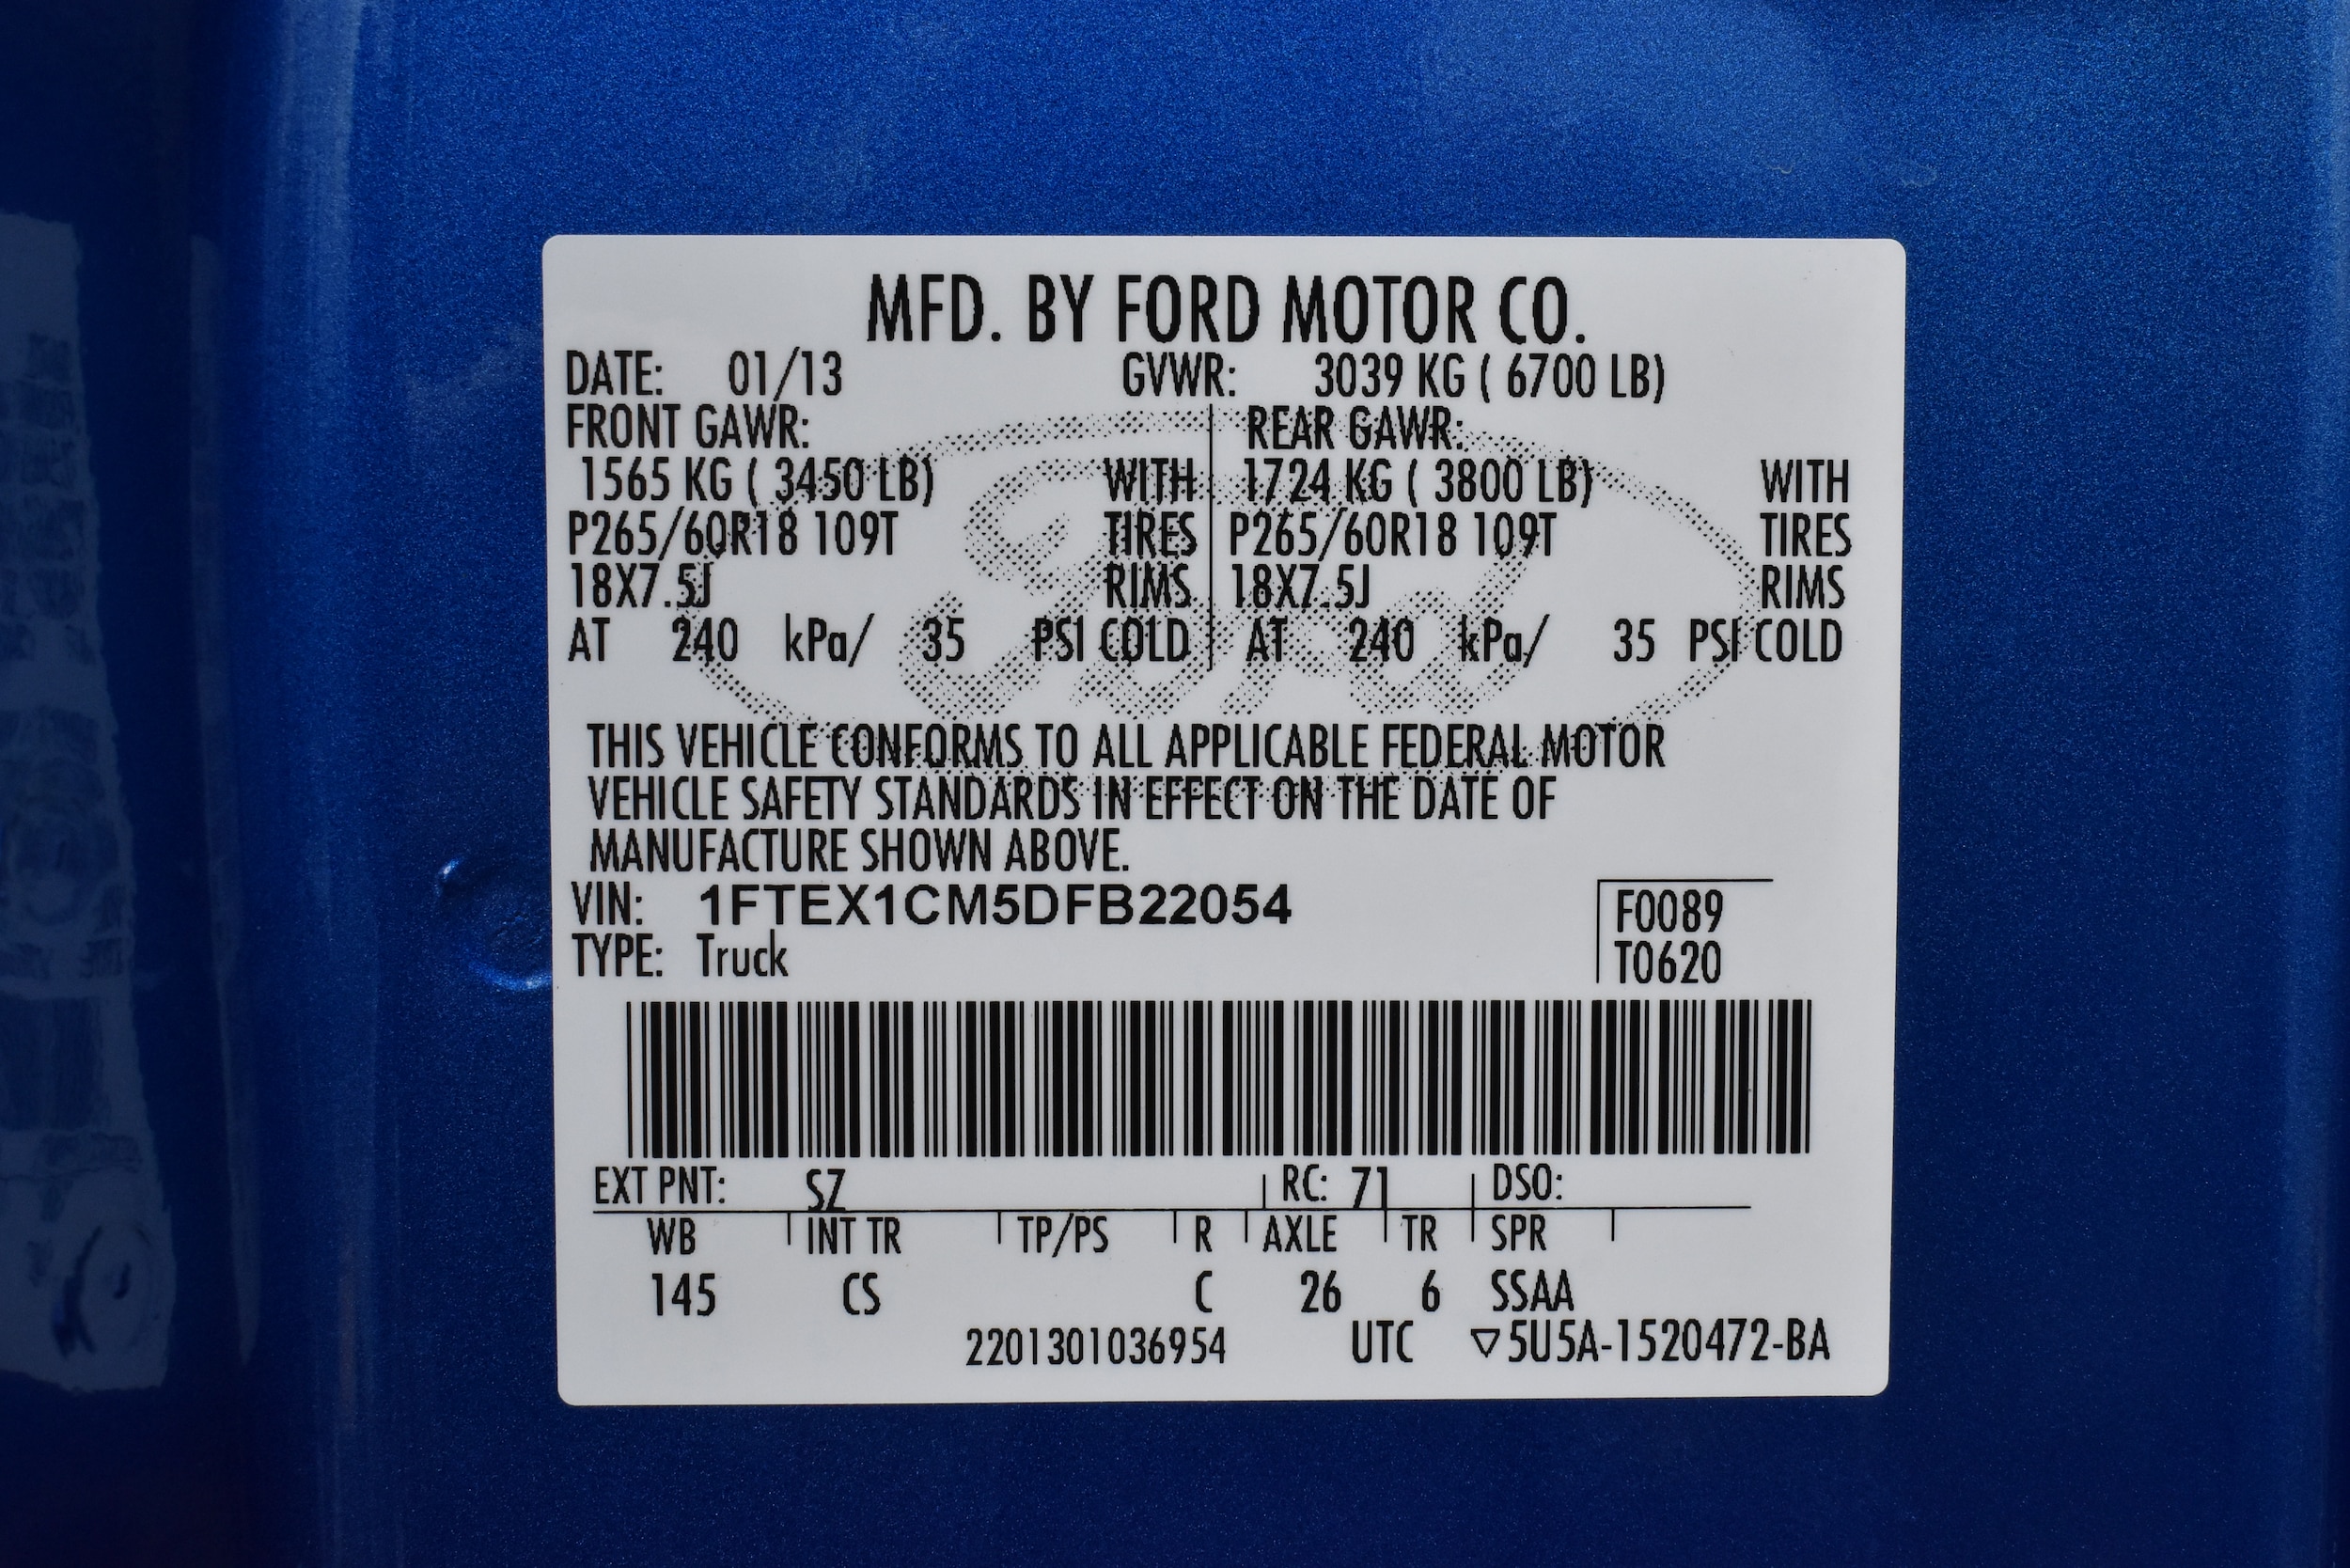 MFD. BY FORD MOTOR CO.
DATE: 01/13 GVWR: 3039 KG ( 6700 LB)
FRONT GAWR: REAR GAWR:
1565 KG ( 3450 LB) WITH 1724 KG ( 3800 LB) WITH
P265/60R18 109T TIRES P265/60R18 109T TIRES
18X7.5J RIMS 18X7.5J RIMS
AT 240 kPa/ 35 PSI COLD AT 240 kPa/ 35 PSI COLD
Ford
THIS VEHICLE CONFORMS TO ALL APPLICABLE FEDERAL MOTOR
VEHICLE SAFETY STANDARDS IN EFFECT ON THE DATE OF
MANUFACTURE SHOWN ABOVE.
VIN: 1FTEX1CM5DFB22054 F0089
TYPE: Truck T0620
EXT PNT: SZ RC: 71 DSO:
WB INT TR TP/PS R AXLE TR SPR
145 CS C 26 6 SSAA
2201301036954 UTC ▽5U5A-1520472-BA